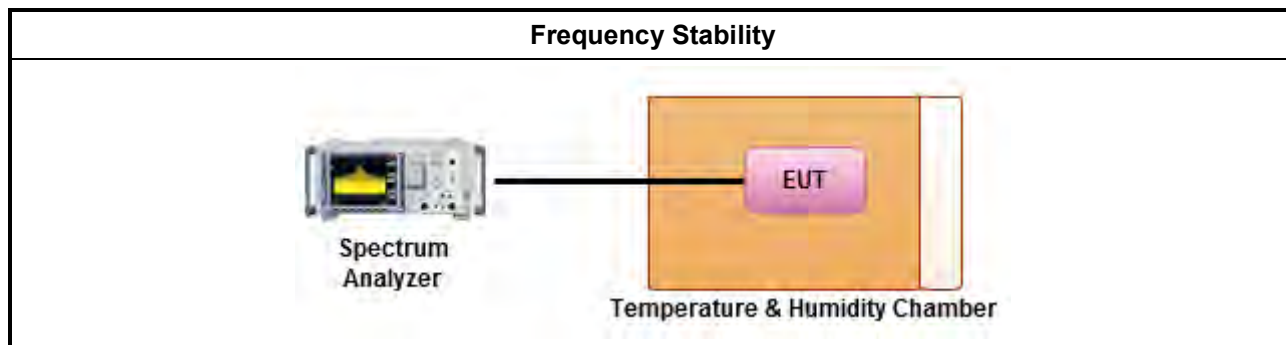 Frequency Stability
EUT
Spectrum
Analyzer
Temperature & Humidity Chamber